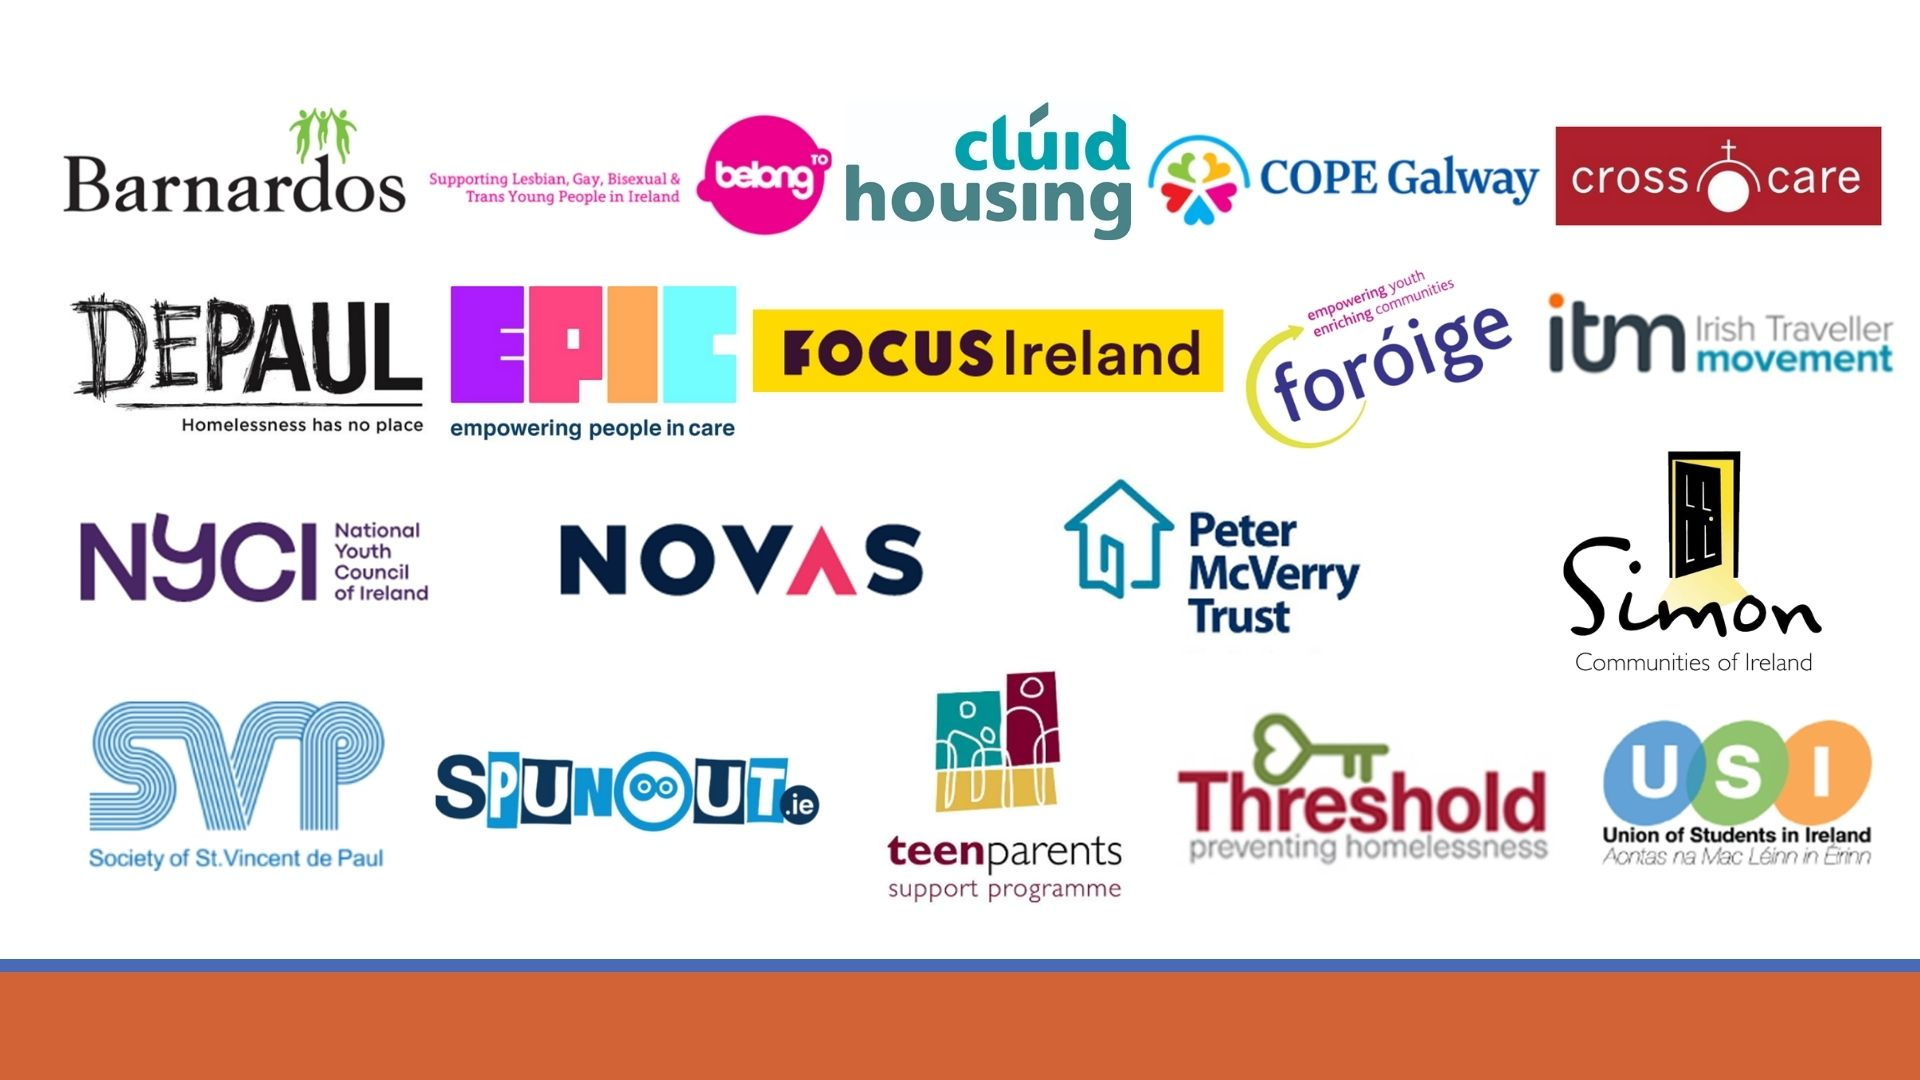 Barnardos
Supporting Lesbian, Gay, Bisexual &
Trans Young People in Ireland
belong TO
clúıd
housıng
COPE Galway
cross care
DEPAUL
Homelessness has no place
EPIC
empowering people in care
FOCUS Ireland
empowering youth
enriching communities
foróige
itm
Irish Traveller
movement
NYCI
National
Youth
Council
of Ireland
NOVAS
Peter
McVerry
Trust
Simon
Communities of Ireland
SVP
Society of St.Vincent de Paul
SPUNOUT.ie
teenparents
support programme
Threshold
preventing homelessness
USI
Union of Students in Ireland
Aontas na Mac Léinn in Éirinn